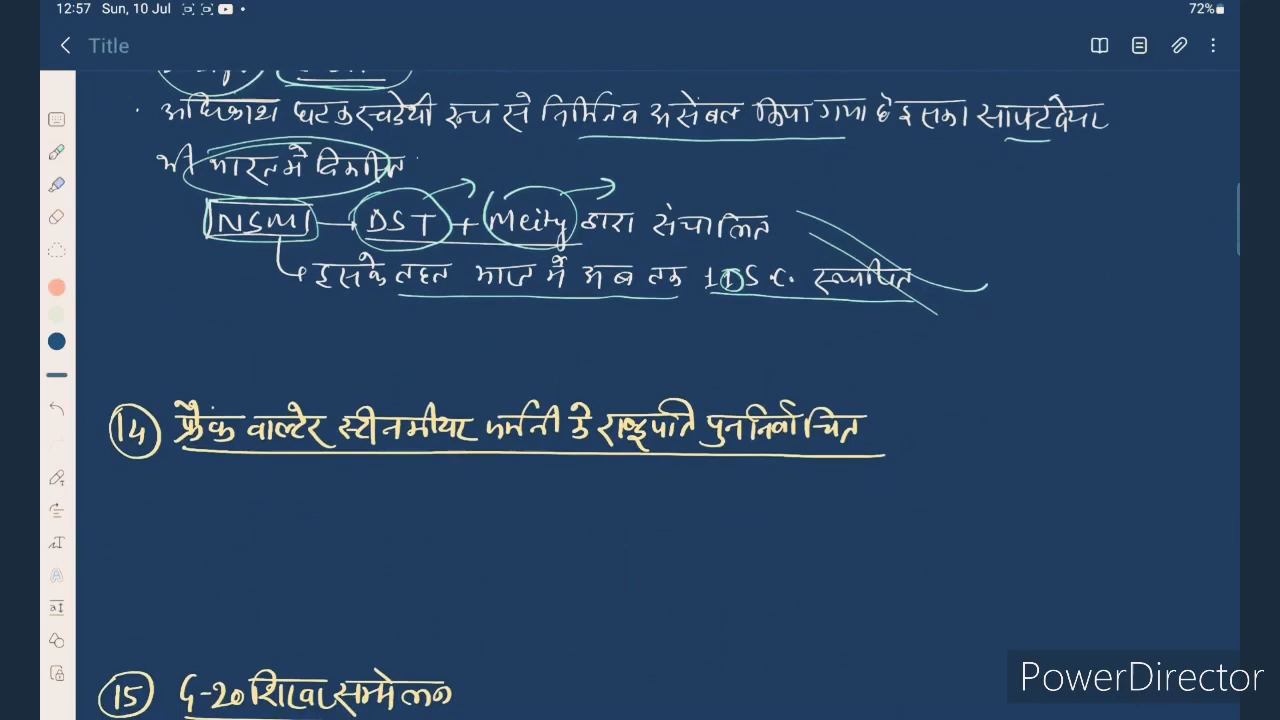 12:57 Sun, 10 Jul
72%
Title
• अधिकांश घटक स्वदेशी रूप से निर्मित व असेंबल किया गया है इसका साफ्टवेयर
भी भारत में विकसित
NSM → DST + Meity द्वारा संचालित
इसके तहत भारत में अब तक 10 S.C. स्थापित
14 फ्रैंक वाल्टेर स्टीनमीयर जर्मनी के राष्ट्रपति पुननिर्वाचित
15 G-20 शिखर सम्मेलन
PowerDirector